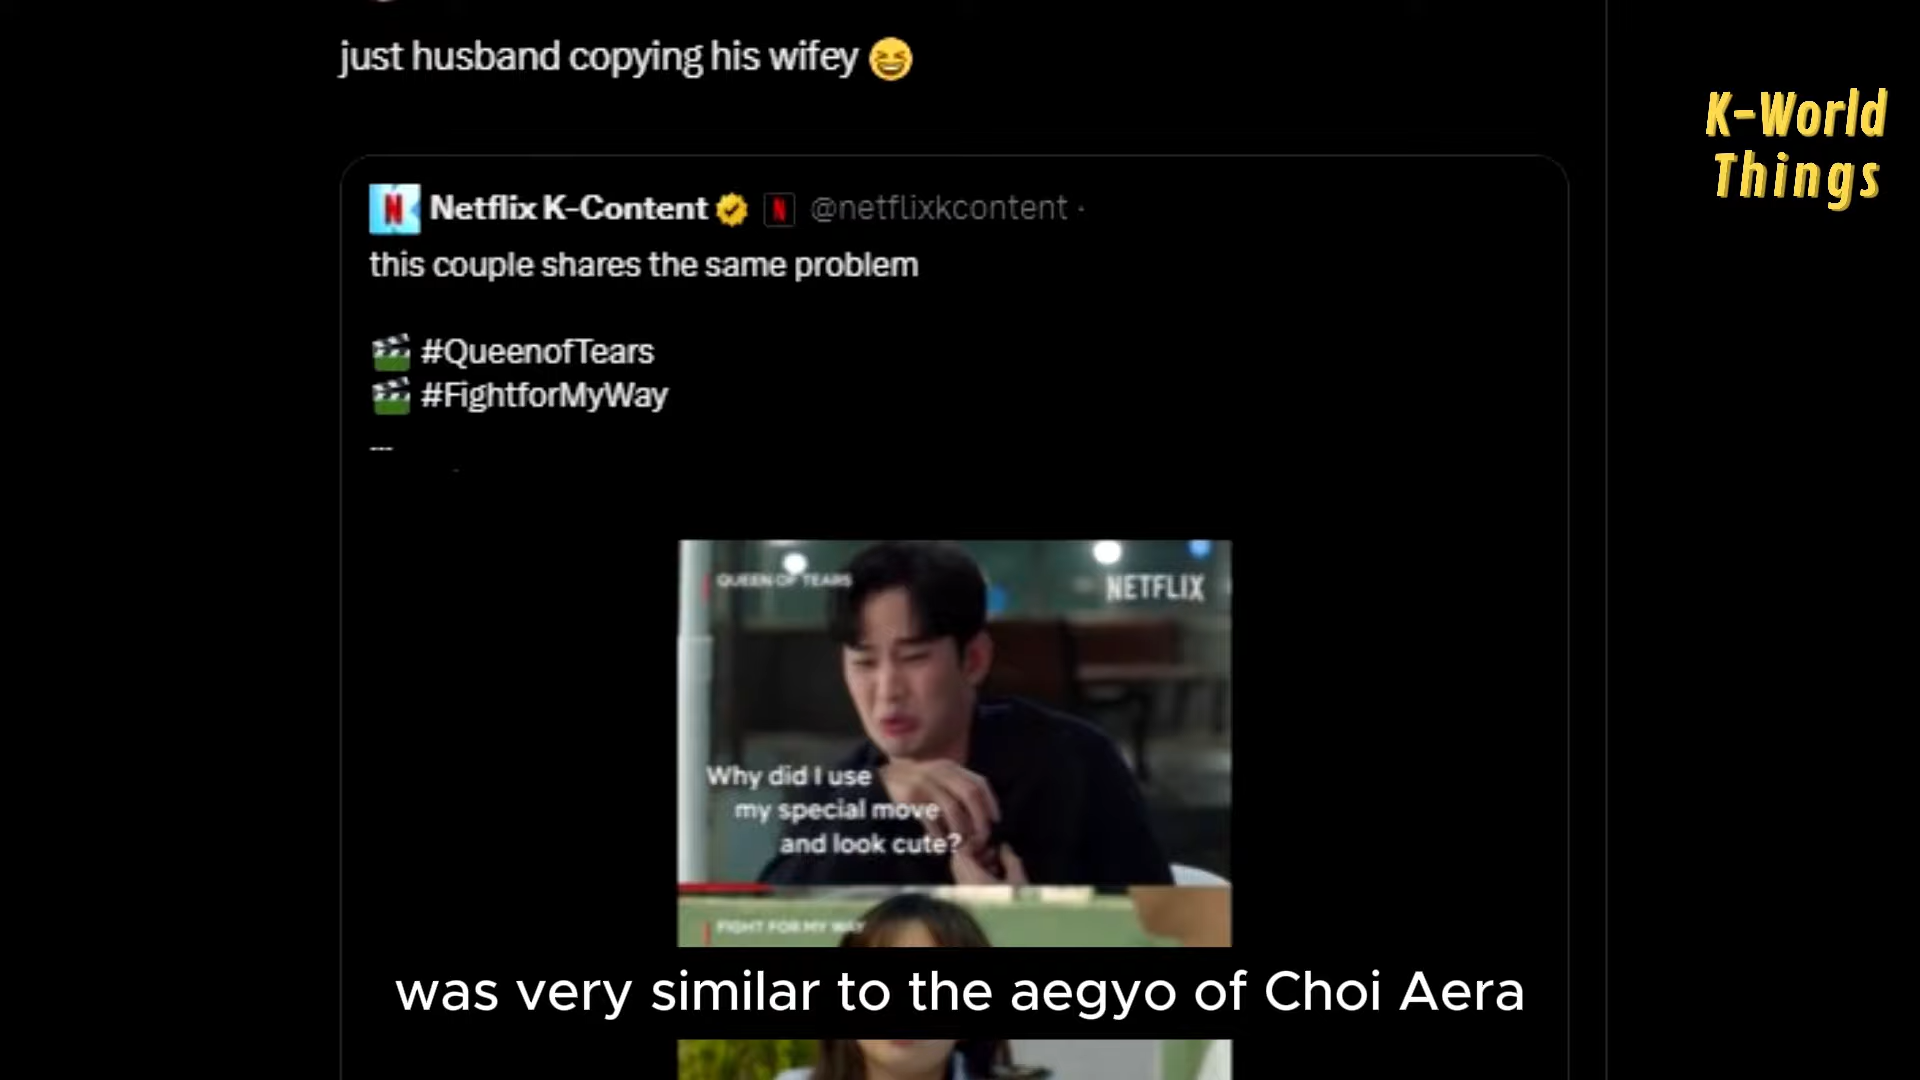 just husband copying his wifey 😆
K-World
Things
Netflix K-Content @netflixkcontent ·
this couple shares the same problem
🎬 #QueenofTears
🎬 #FightforMyWay
---
QUEEN OF TEARS
NETFLIX
Why did I use
my special move
and look cute?
FIGHT FOR MY WAY
was very similar to the aegyo of Choi Aera